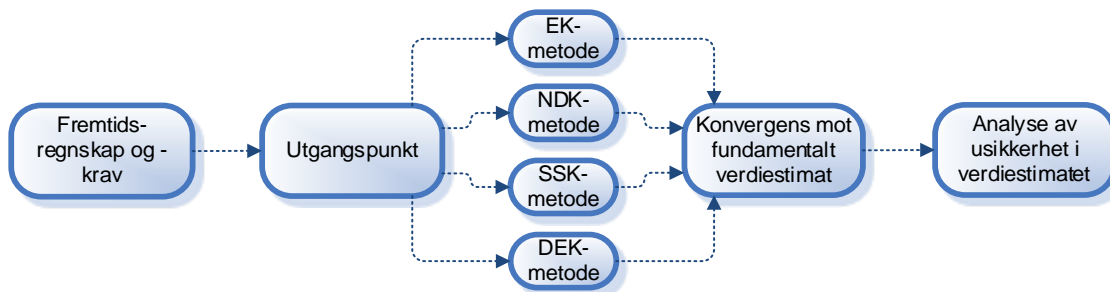 Fremtids-
regnskap og -
krav
Utgangspunkt
EK-
metode
NDK-
metode
SSK-
metode
DEK-
metode
Konvergens mot
fundamentalt
verdiestimat
Analyse av
usikkerhet i
verdiestimatet